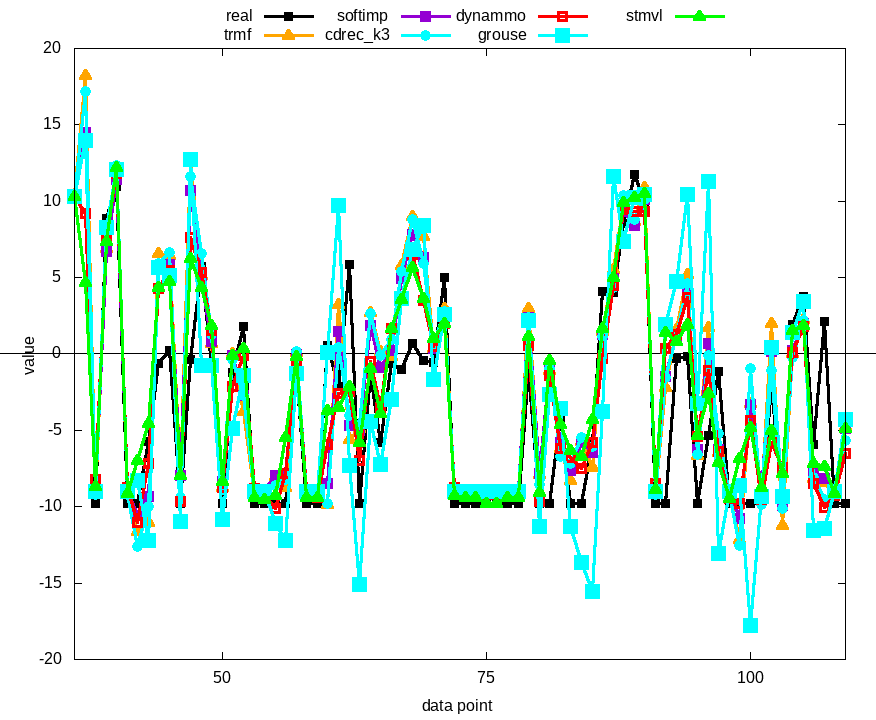 real softimp dynammo stmvl
trmf cdrec_k3 grouse
20
15
10
5
0
-5
-10
-15
-20
value
50 75 100
data point